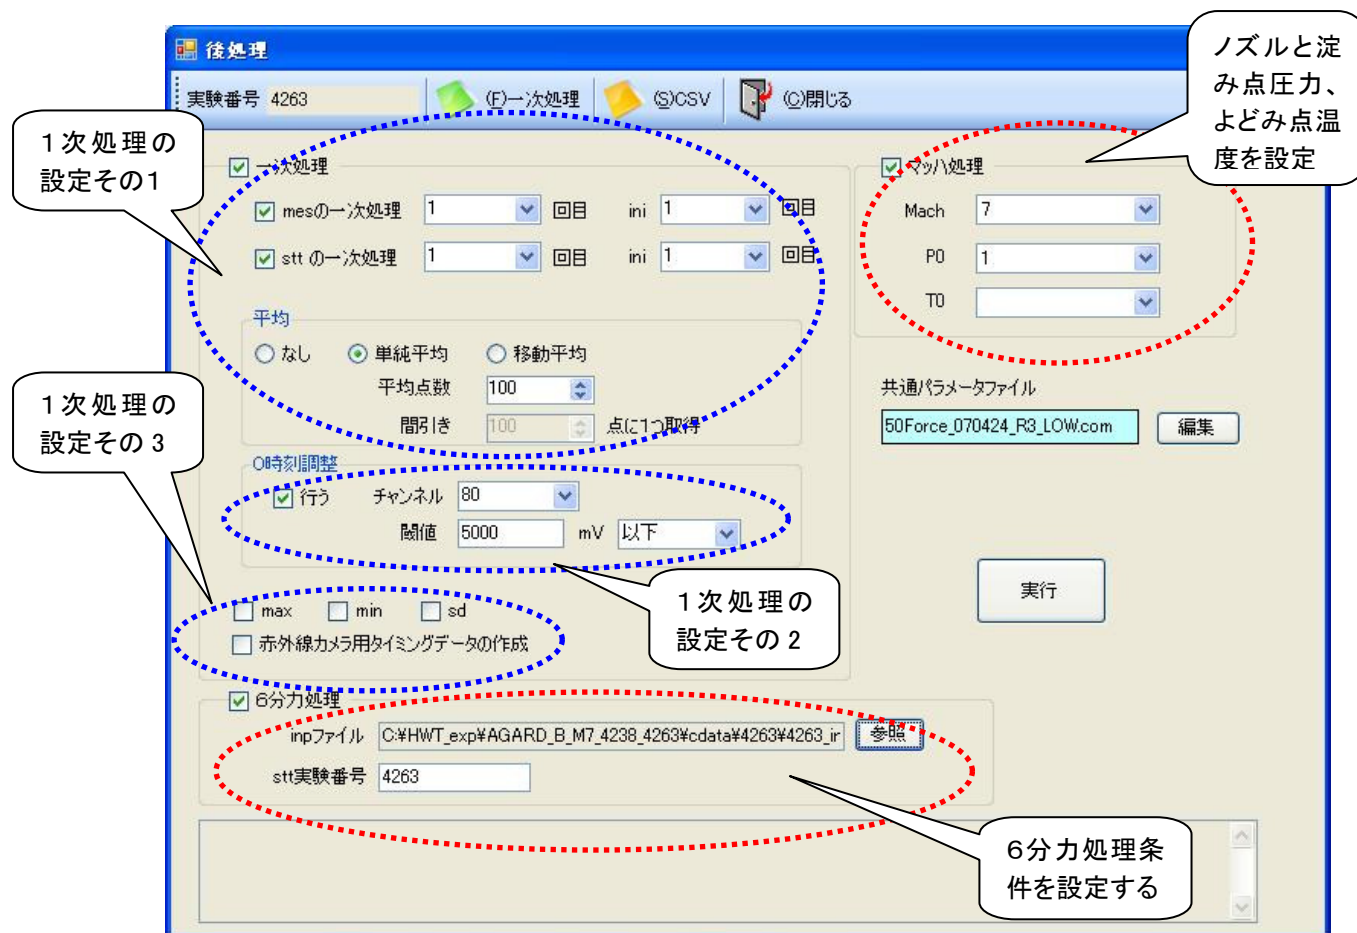 後処理
実験番号 4263 (F)一次処理 (S)CSV (C)閉じる
ノズルと淀
み点圧力、
よどみ点温
度を設定
1次処理の
設定その1
一次処理
mesの一次処理 1 回目 ini 1 回目
stt の一次処理 1 回目 ini 1 回目
マッハ処理
Mach 7
P0 1
T0
平均
なし 単純平均 移動平均
平均点数 100
間引き 100 点に1つ取得
1次処理の
設定その3
共通パラメータファイル
50Force_070424_R3_LOW.com 編集
0時刻調整
行う チャンネル 80
閾値 5000 mV 以下
1次処理の
設定その2
実行
max min sd
赤外線カメラ用タイミングデータの作成
6分力処理
inpファイル C:¥HWT_exp¥AGARD_B_M7_4238_4263¥cdata¥4263¥4263_ir 参照
stt実験番号 4263
6分力処理条
件を設定する